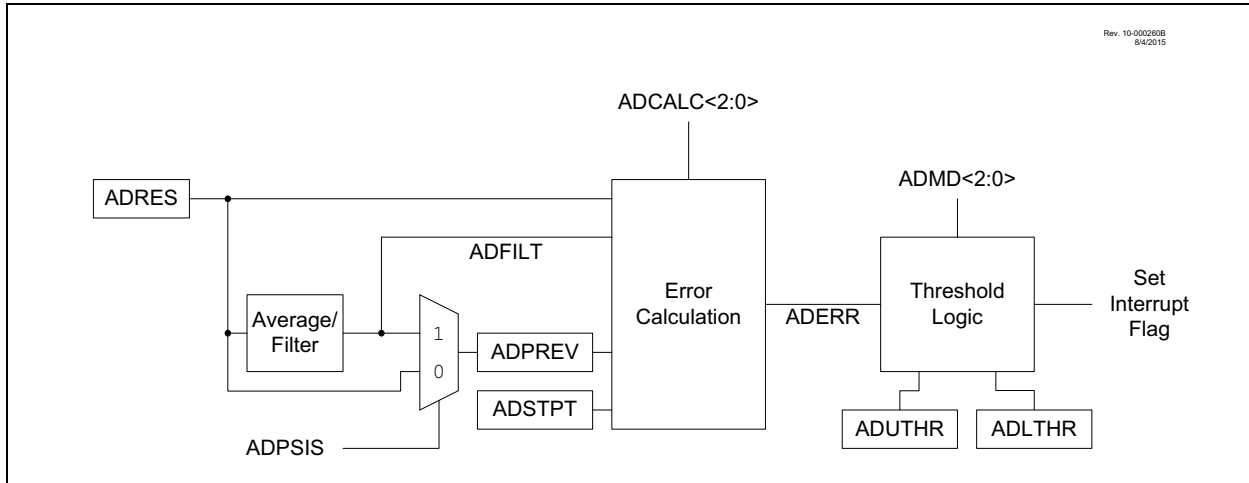 Rev. 10-000260B
8/4/2015
ADCALC<2:0>
ADMD<2:0>
ADRES
ADFILT
Error
Calculation
Threshold
Logic
Set
Interrupt
Flag
Average/
Filter
1
0
ADPREV
ADERR
ADSTPT
ADPSIS
ADUTHR
ADLTHR